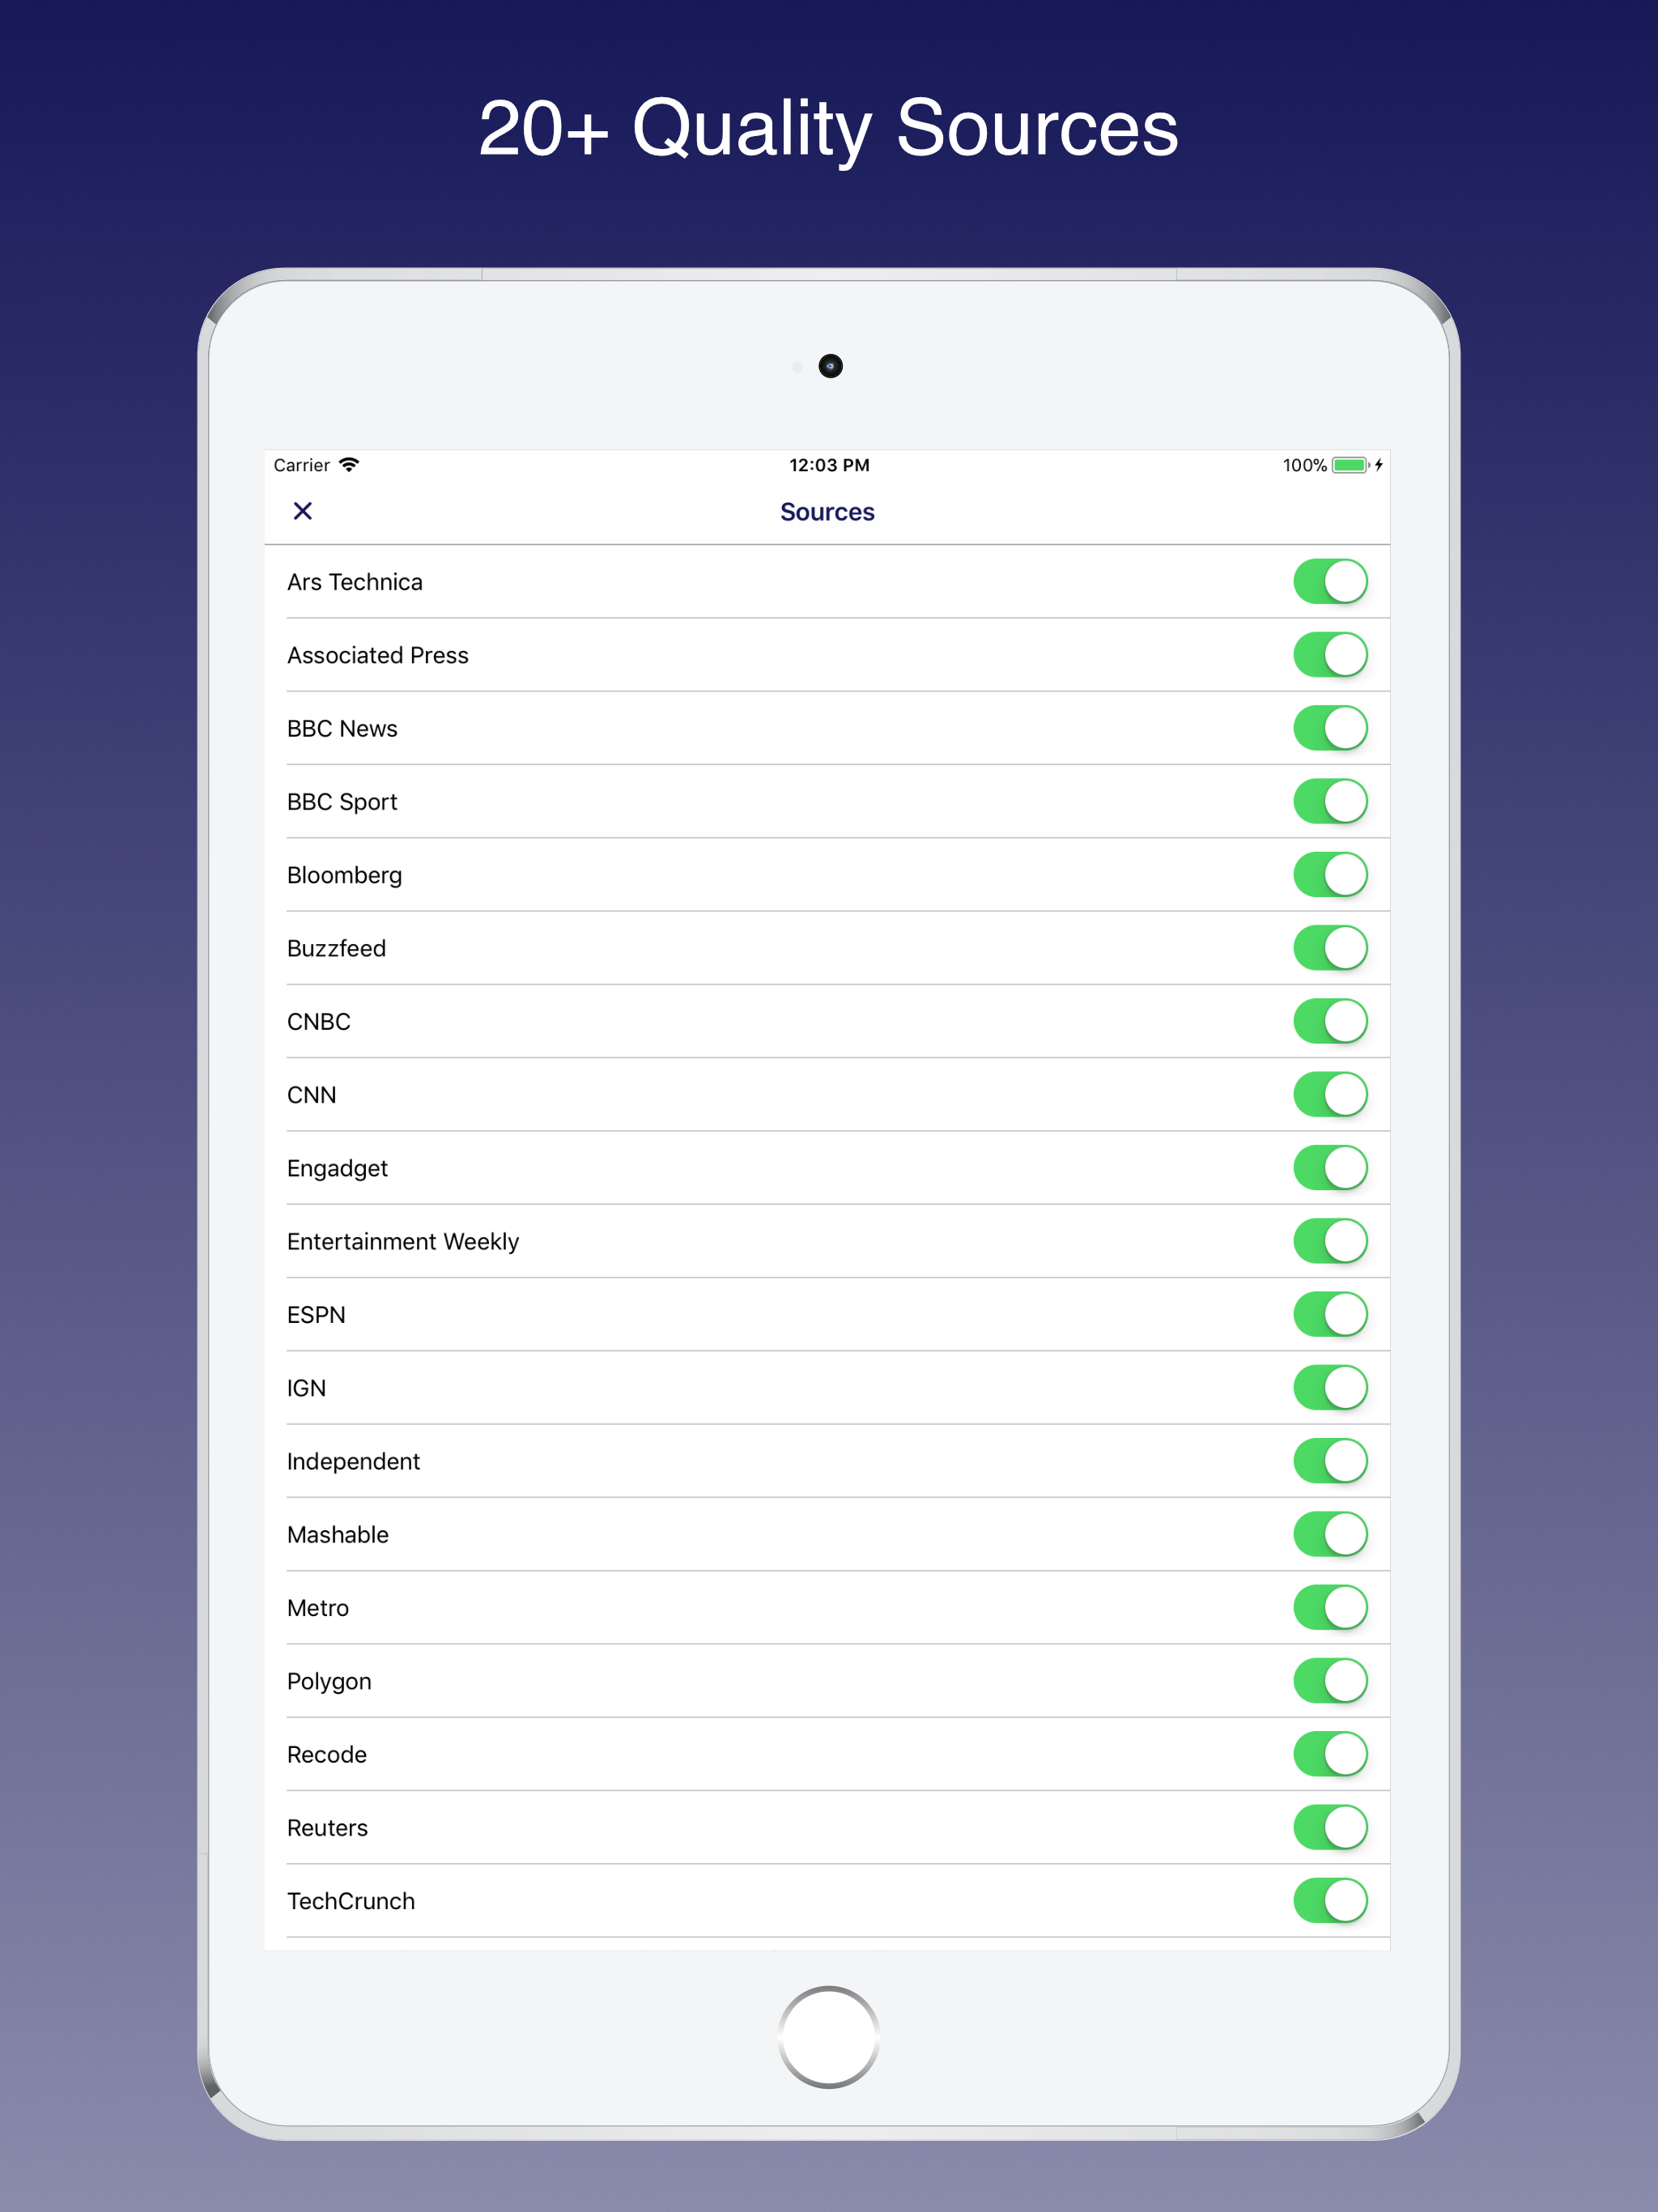 20+ Quality Sources
Carrier 12:03 PM 100%
Sources
Ars Technica
Associated Press
BBC News
BBC Sport
Bloomberg
Buzzfeed
CNBC
CNN
Engadget
Entertainment Weekly
ESPN
IGN
Independent
Mashable
Metro
Polygon
Recode
Reuters
TechCrunch